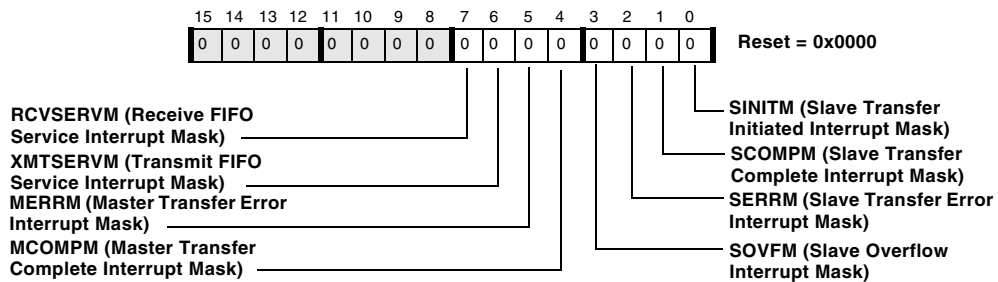 15 14 13 12 11 10 9 8 7 6 5 4 3 2 1 0
0 0 0 0 0 0 0 0 0 0 0 0 0 0 0 0
Reset = 0x0000
RCVSERVM (Receive FIFO
Service Interrupt Mask)
XMTSERVM (Transmit FIFO
Service Interrupt Mask)
MERRM (Master Transfer Error
Interrupt Mask)
MCOMPM (Master Transfer
Complete Interrupt Mask)
SINITM (Slave Transfer
Initiated Interrupt Mask)
SCOMPM (Slave Transfer
Complete Interrupt Mask)
SERRM (Slave Transfer Error
Interrupt Mask)
SOVFM (Slave Overflow
Interrupt Mask)